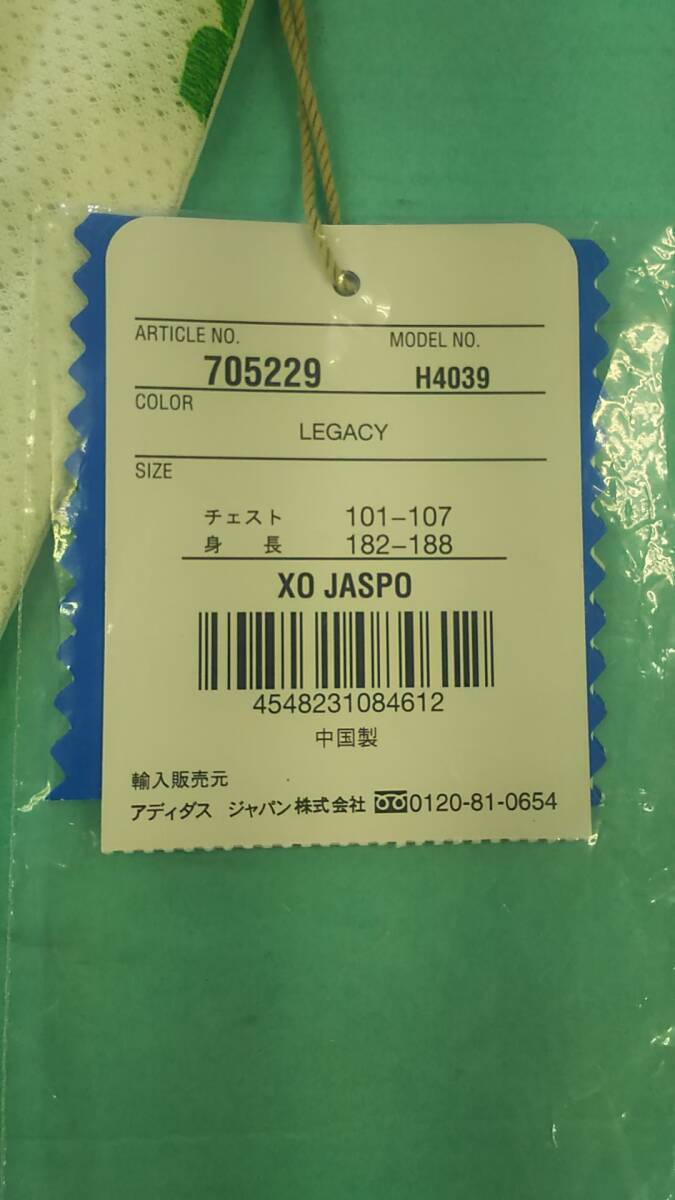 ARTICLE NO. MODEL NO.
705229 H4039
COLOR
LEGACY
SIZE
チェスト 101-107
身長 182-188
XO JASPO
4548231084612
中国製
輸入販売元
アディダス ジャパン株式会社 0120-81-0654